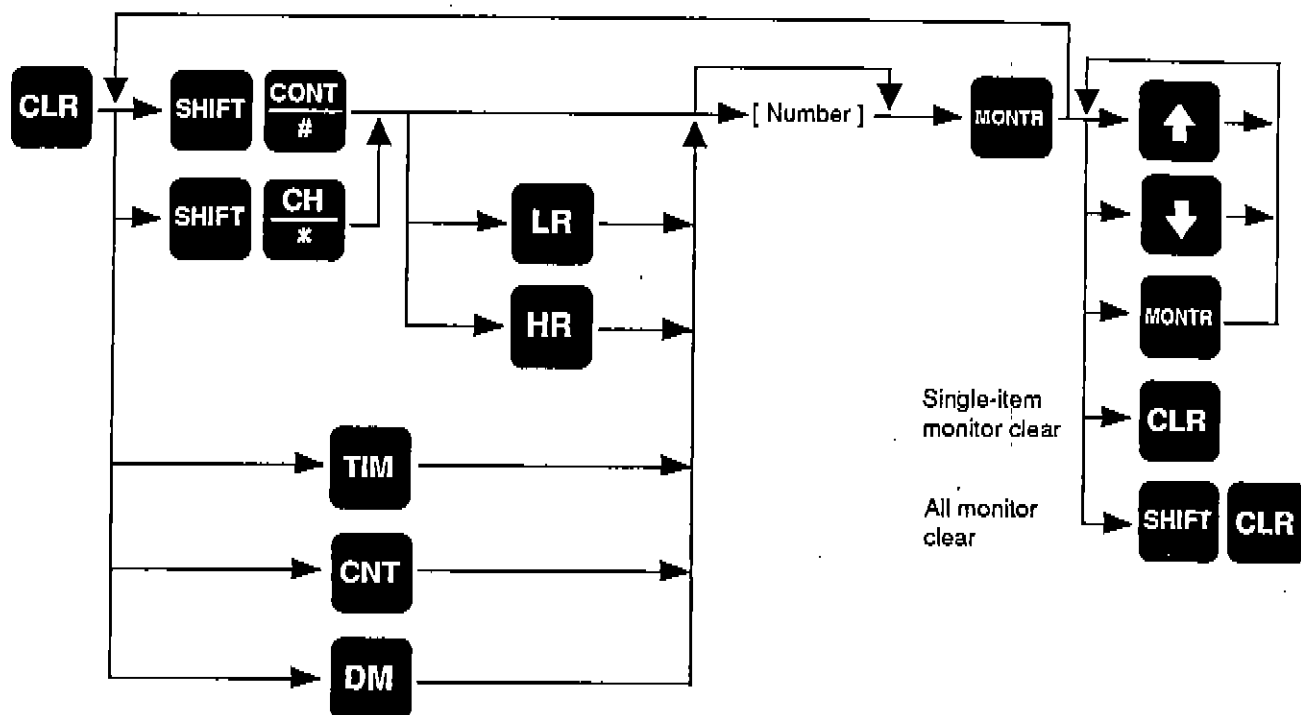 CLR
SHIFT
CONT
#
[ Number ]
MONTR
SHIFT
CH
*
LR
HR
MONTR
Single-item
monitor clear
CLR
TIM
All monitor
clear
SHIFT
CLR
CNT
DM